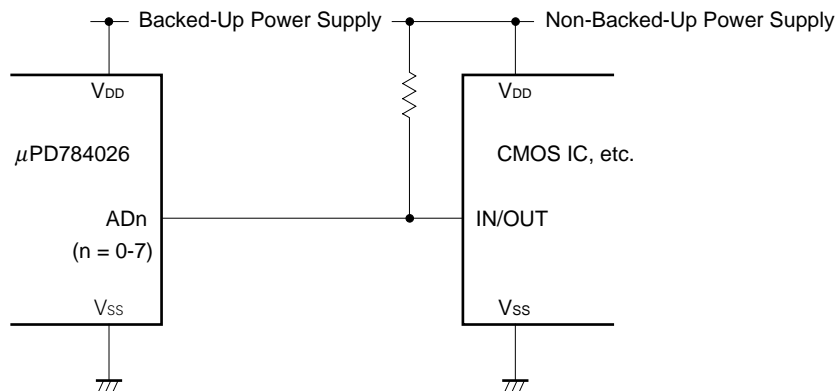 Backed-Up Power Supply Non-Backed-Up Power Supply
VDD VDD
μPD784026 CMOS IC, etc.
ADn IN/OUT
(n = 0-7)
VSS VSS